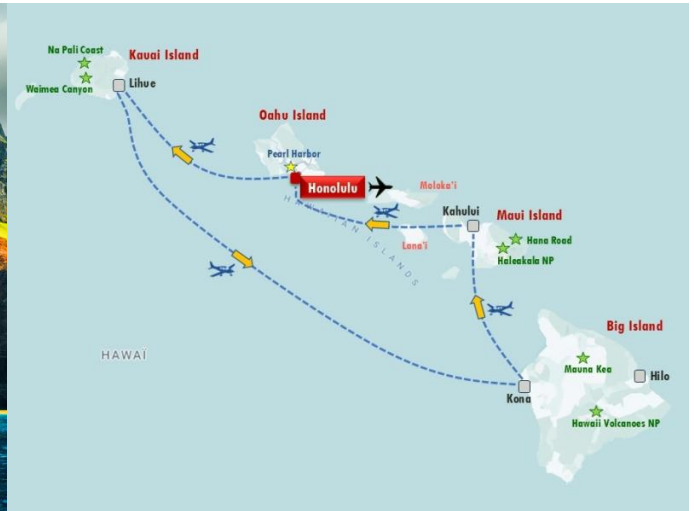 Na Pali Coast
Kauai Island
Waimea Canyon
Lihue
Oahu Island
Pearl Harbor
Honolulu
Moloka'i
HAWAIIAN ISLANDS
Lana'i
Kahului
Maui Island
Hana Road
Haleakala NP
Big Island
HAWAÏ
Mauna Kea
Hilo
Kona
Hawaii Volcanoes NP